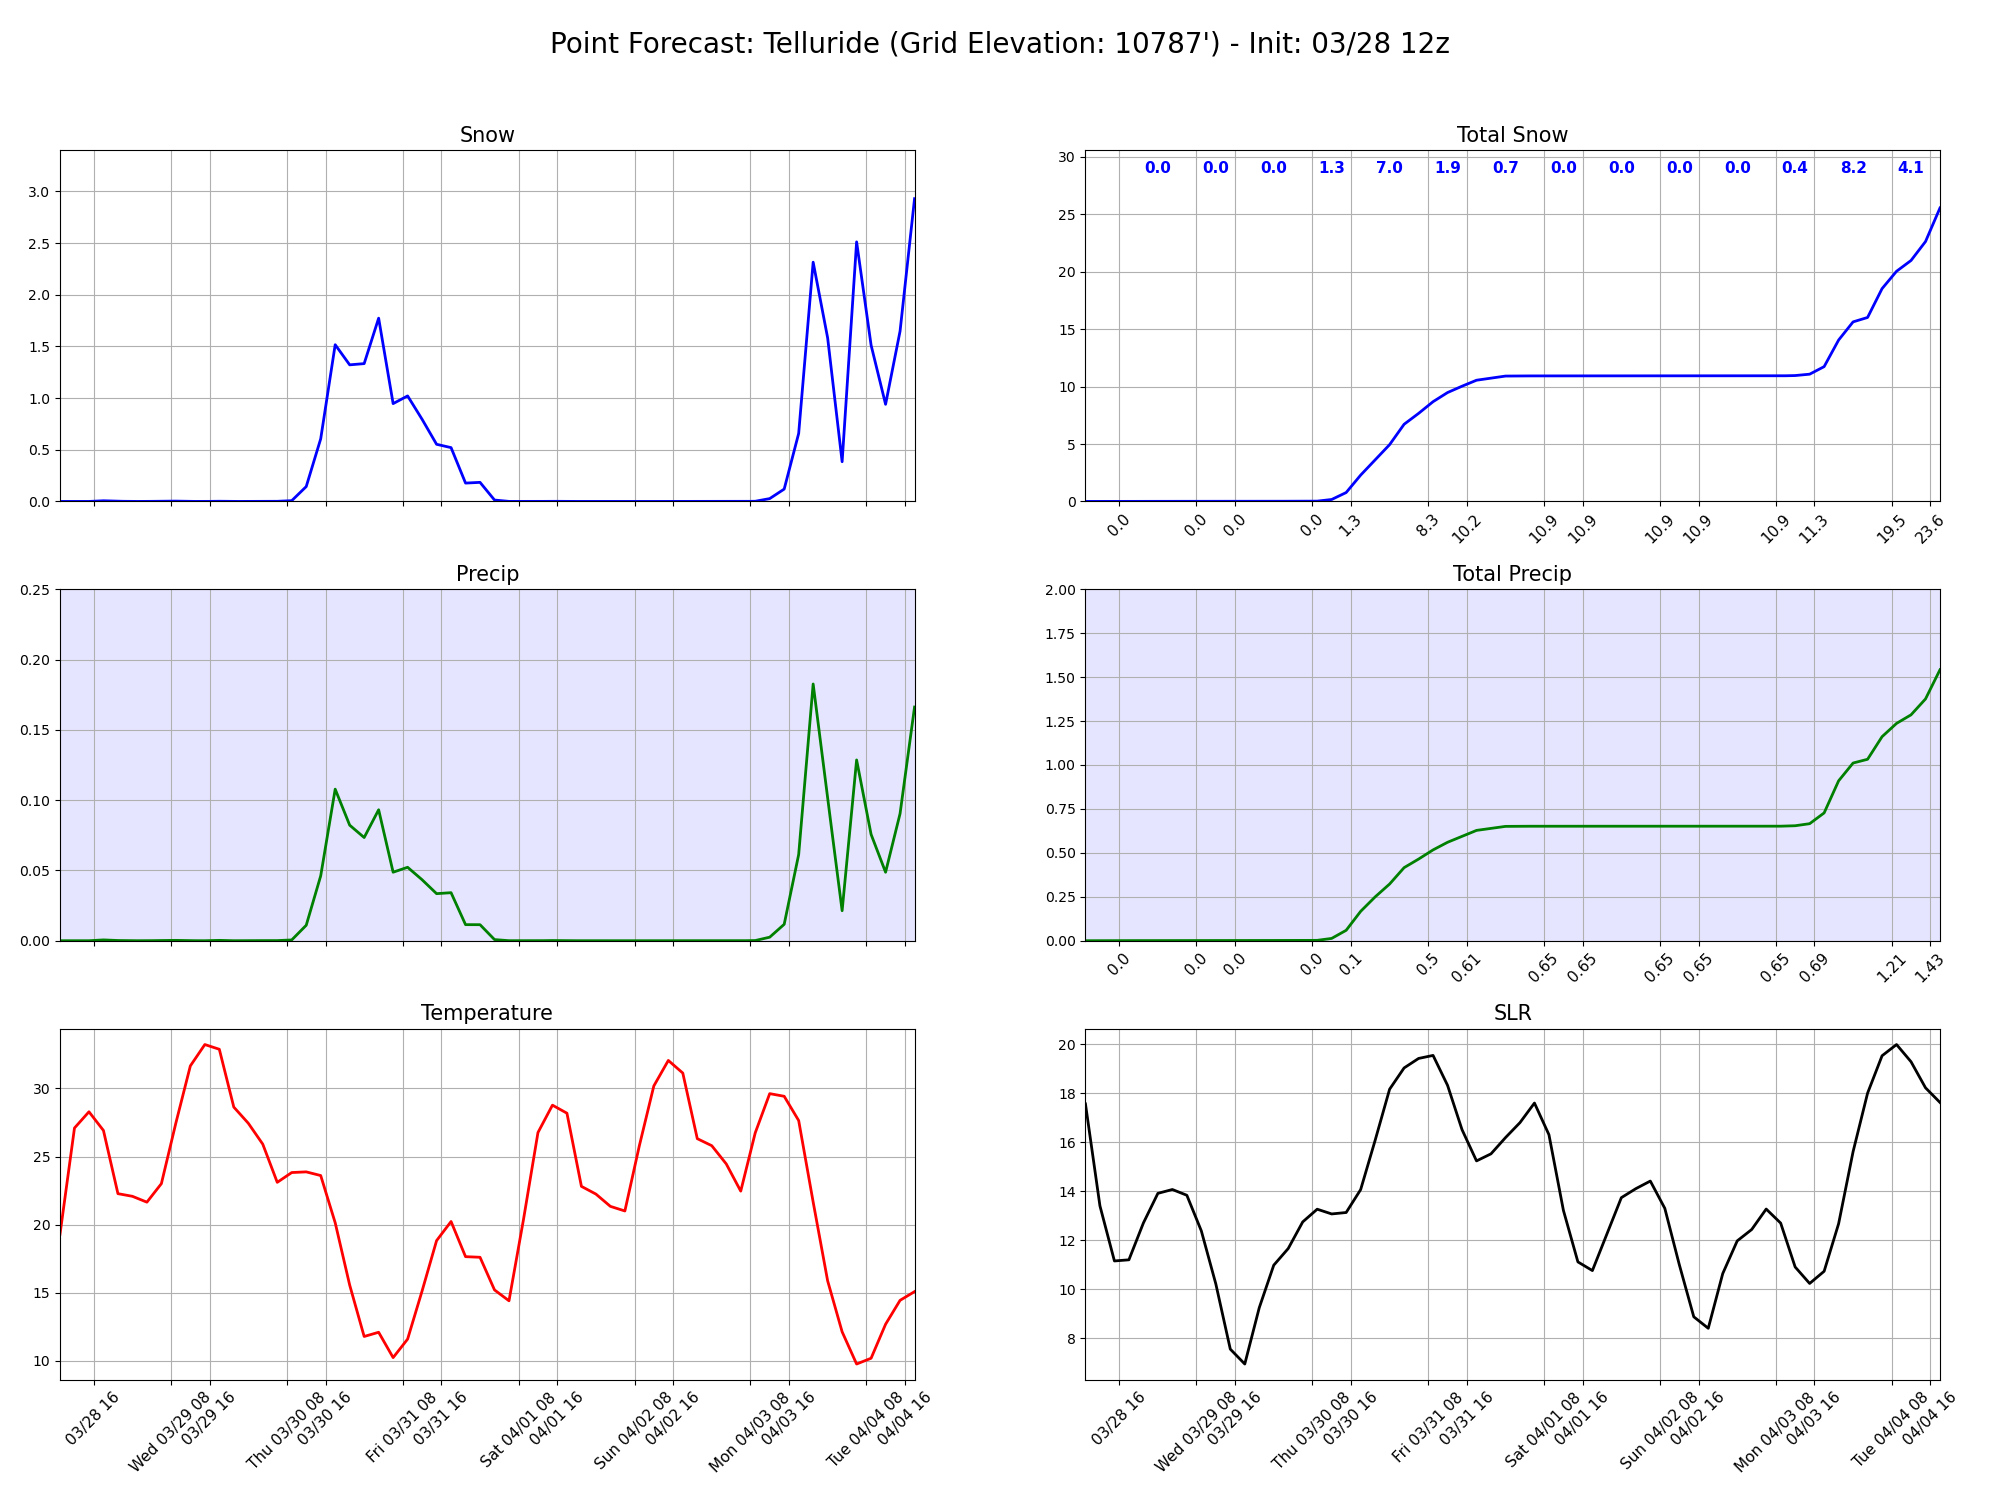 Point Forecast: Telluride (Grid Elevation: 10787') - Init: 03/28 12z
Snow
3.0
2.5
2.0
1.5
1.0
0.5
0.0
Total Snow
0.0 0.0 0.0 1.3 7.0 1.9 0.7 0.0 0.0 0.0 0.0 0.4 8.2 4.1
30
25
20
15
10
5
0
0.0 0.0 0.0 0.0 1.3 8.3 10.2 10.9 10.9 10.9 10.9 10.9 11.3 19.5 23.6
Precip
0.25
0.20
0.15
0.10
0.05
0.00
Total Precip
2.00
1.75
1.50
1.25
1.00
0.75
0.50
0.25
0.00
0.0 0.0 0.0 0.0 0.1 0.5 0.61 0.65 0.65 0.65 0.65 0.65 0.69 1.21 1.43
Temperature
30
25
20
15
10
03/28 16
Wed 03/29 08
03/29 16
Thu 03/30 08
03/30 16
Fri 03/31 08
03/31 16
Sat 04/01 08
04/01 16
Sun 04/02 08
04/02 16
Mon 04/03 08
04/03 16
Tue 04/04 08
04/04 16
SLR
20
18
16
14
12
10
8
03/28 16
Wed 03/29 08
03/29 16
Thu 03/30 08
03/30 16
Fri 03/31 08
03/31 16
Sat 04/01 08
04/01 16
Sun 04/02 08
04/02 16
Mon 04/03 08
04/03 16
Tue 04/04 08
04/04 16